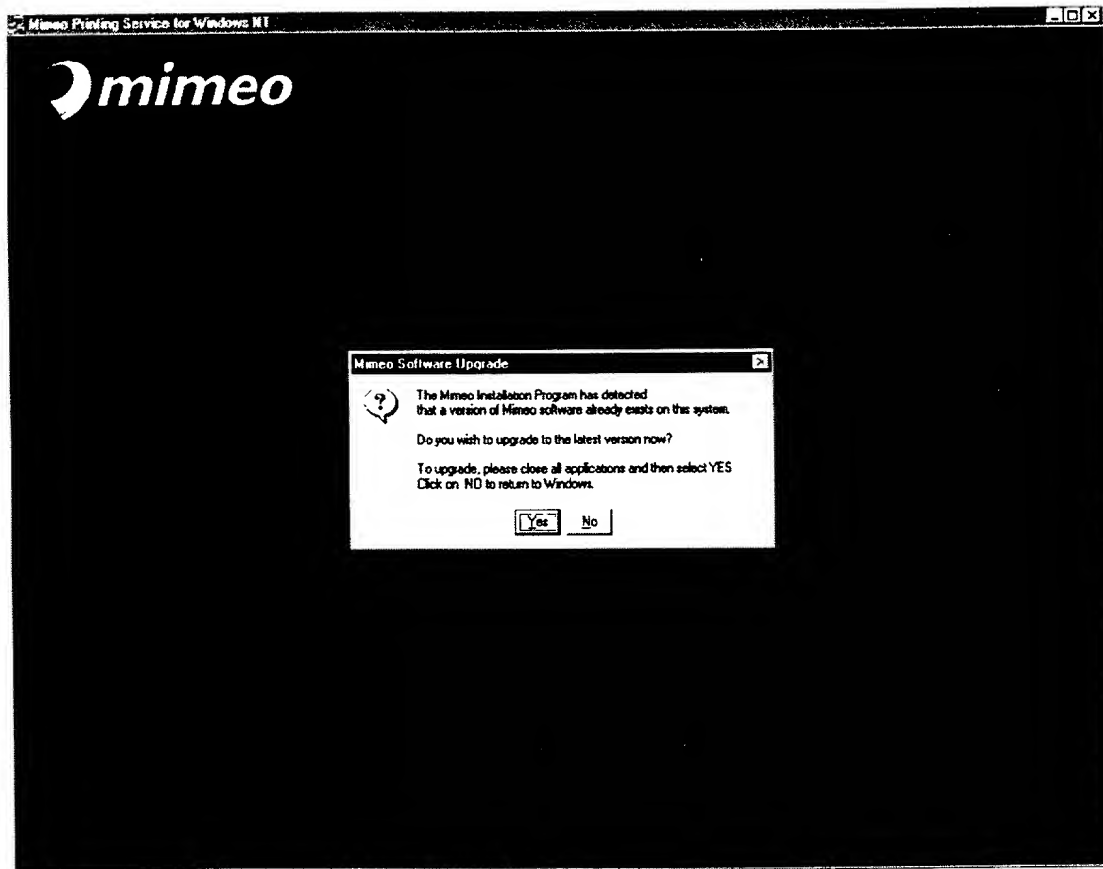 Mimeo Printing Service for Windows NT
mimeo
Mimeo Software Upgrade
The Mimeo Installation Program has detected
that a version of Mimeo software already exists on this system.
Do you wish to upgrade to the latest version now?
To upgrade, please close all applications and then select YES
Click on NO to return to Windows.
Yes No